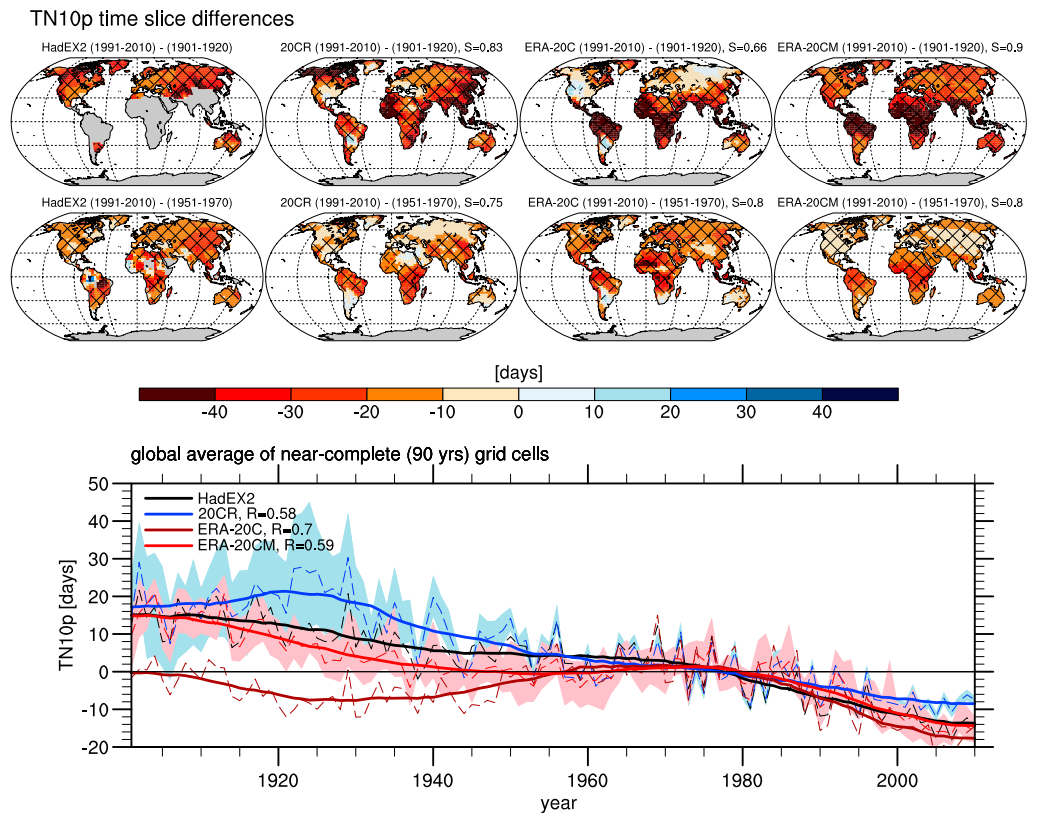 TN10p time slice differences
HadEX2 (1991-2010) - (1901-1920)
20CR (1991-2010) - (1901-1920), S=0.83
ERA-20C (1991-2010) - (1901-1920), S=0.66
ERA-20CM (1991-2010) - (1901-1920), S=0.9
HadEX2 (1991-2010) - (1951-1970)
20CR (1991-2010) - (1951-1970), S=0.75
ERA-20C (1991-2010) - (1951-1970), S=0.8
ERA-20CM (1991-2010) - (1951-1970), S=0.8
[days]
-40 -30 -20 -10 0 10 20 30 40
global average of near-complete (90 yrs) grid cells
50
40
30
20
10
0
-10
-20
TN10p [days]
HadEX2
20CR, R=0.58
ERA-20C, R=0.7
ERA-20CM, R=0.59
1920 1940 1960 1980 2000
year